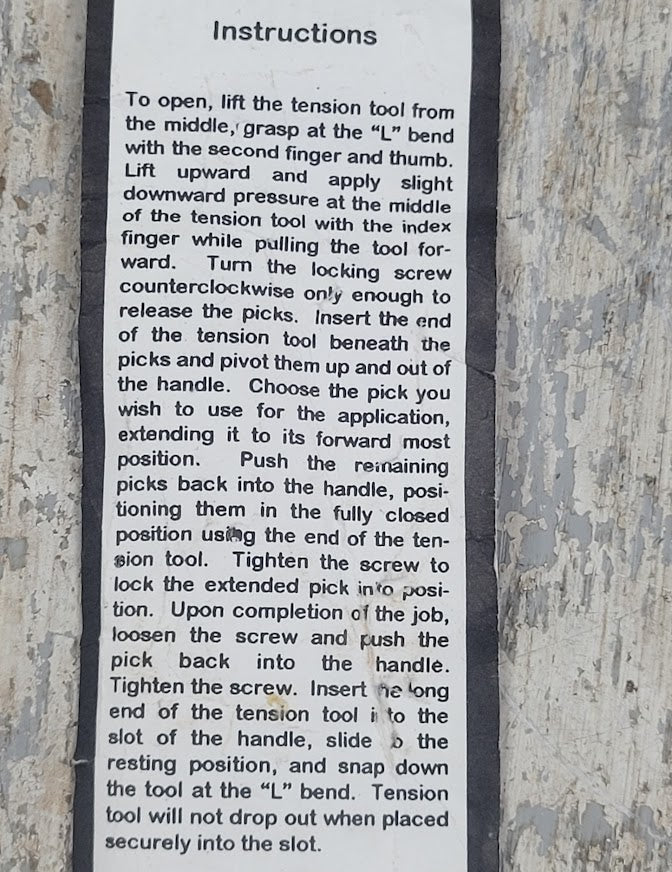 Instructions
To open, lift the tension tool from
the middle, grasp at the “L” bend
with the second finger and thumb.
Lift upward and apply slight
downward pressure at the middle
of the tension tool with the index
finger while pulling the tool for-
ward. Turn the locking screw
counterclockwise only enough to
release the picks. Insert the end
of the tension tool beneath the
picks and pivot them up and out of
the handle. Choose the pick you
wish to use for the application,
extending it to its forward most
position. Push the remaining
picks back into the handle, posi-
tioning them in the fully closed
position using the end of the ten-
sion tool. Tighten the screw to
lock the extended pick into posi-
tion. Upon completion of the job,
loosen the screw and push the
pick back into the handle.
Tighten the screw. Insert the long
end of the tension tool into the
slot of the handle, slide to the
resting position, and snap down
the tool at the “L” bend. Tension
tool will not drop out when placed
securely into the slot.